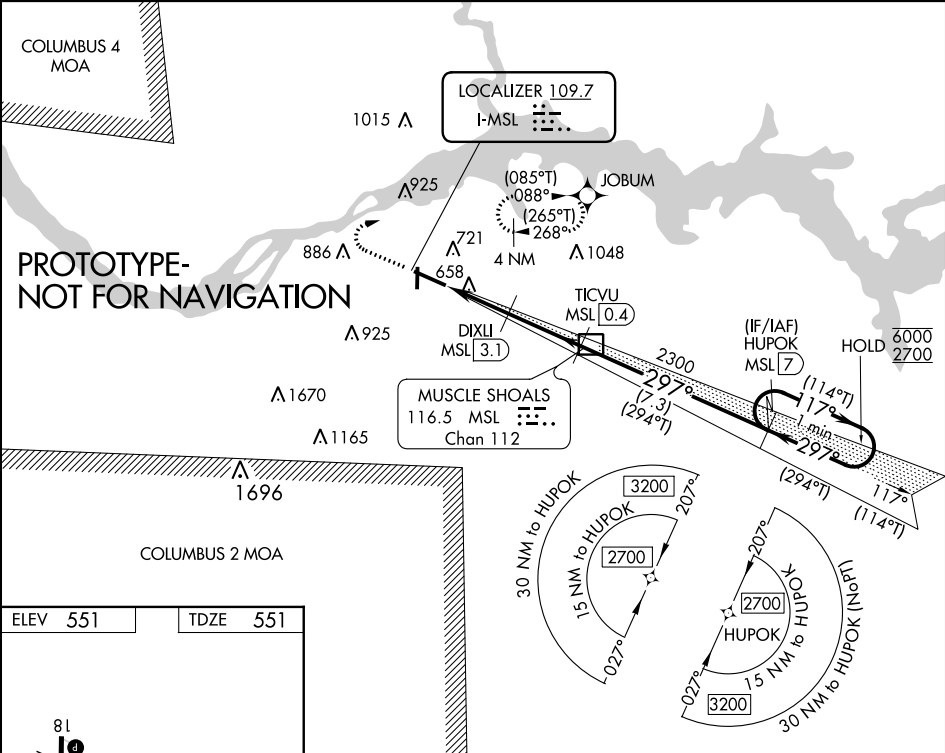 COLUMBUS 4
MOA
LOCALIZER 109.7
I-MSL
1015
925
(085°T)
088°
JOBUM
(265°T)
268°
4 NM
886
721
1048
658
PROTOTYPE-
NOT FOR NAVIGATION
TICVU
MSL 0.4
DIXLI
MSL 3.1
925
(IF/IAF)
HUPOK
MSL 7
HOLD
6000
2700
2300
297°
(7.3)
(294°T)
(114°T)
117°
1 min
297°
MUSCLE SHOALS
116.5 MSL
Chan 112
1670
1165
(294°T)
117°
(114°T)
1696
COLUMBUS 2 MOA
30 NM to HUPOK
3200
207°
15 NM to HUPOK
2700
027°
207°
2700
HUPOK
15 NM to HUPOK
027°
3200
30 NM to HUPOK (NoPT)
ELEV 551
TDZE 551
18
P